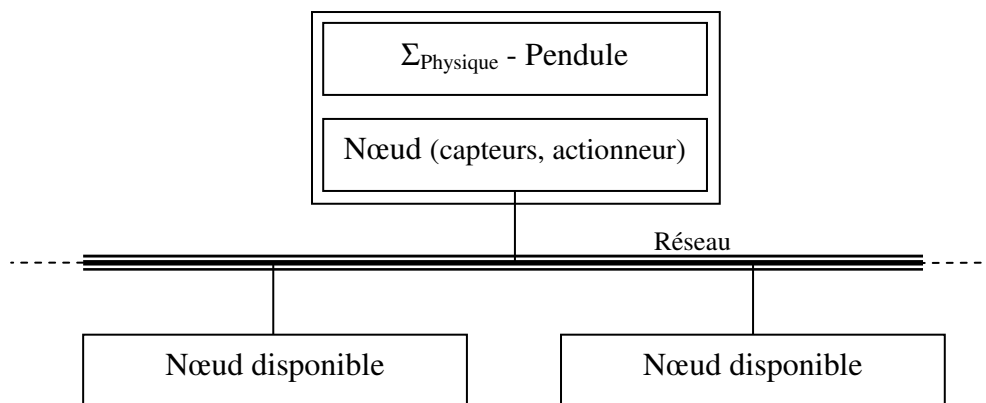 ΣPhysique - Pendule
Nœud (capteurs, actionneur)
Réseau
Nœud disponible
Nœud disponible